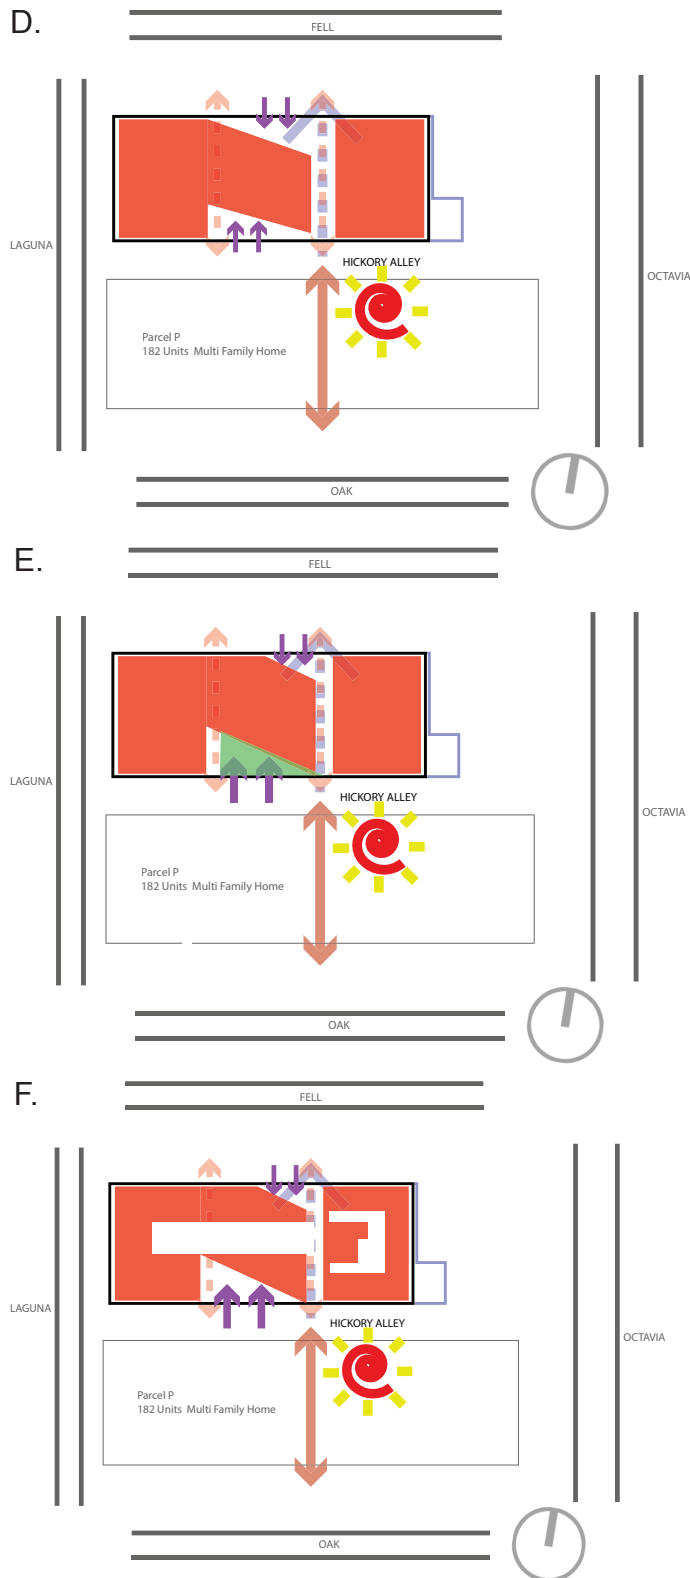 D.
FELL
LAGUNA
HICKORY ALLEY
OCTAVIA
Parcel P
182 Units  Multi Family Home
OAK
E.
FELL
LAGUNA
HICKORY ALLEY
OCTAVIA
Parcel P
182 Units  Multi Family Home
OAK
F.
FELL
LAGUNA
HICKORY ALLEY
OCTAVIA
Parcel P
182 Units  Multi Family Home
OAK